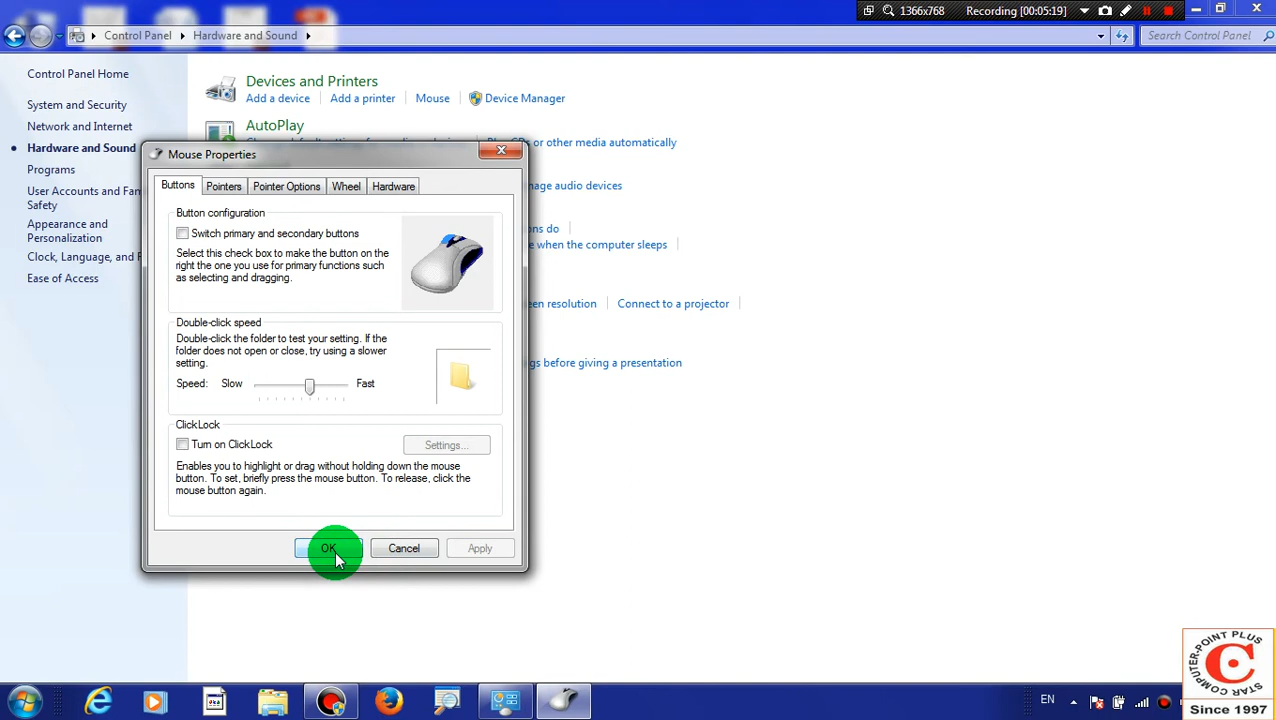 1366x768 Recording [00:05:19]
Control Panel Hardware and Sound Search Control Panel
Control Panel Home
System and Security
Network and Internet
Hardware and Sound
Programs
User Accounts and Fam
Safety
Appearance and
Personalization
Clock, Language, and
Ease of Access
Devices and Printers
Add a device Add a printer Mouse Device Manager
AutoPlay
or other media automatically
nage audio devices
ons do
e when the computer sleeps
een resolution Connect to a projector
ngs before giving a presentation
Mouse Properties
Buttons Pointers Pointer Options Wheel Hardware
Button configuration
Switch primary and secondary buttons
Select this check box to make the button on the
right the one you use for primary functions such
as selecting and dragging.
Double-click speed
Double-click the folder to test your setting. If the
folder does not open or close, try using a slower
setting.
Speed: Slow Fast
ClickLock
Turn on ClickLock Settings...
Enables you to highlight or drag without holding down the mouse
button. To set, briefly press the mouse button. To release, click the
mouse button again.
OK Cancel Apply
EN
COMPUTER-POINT PLUS
C
STAR COMPUTER
Since 1997